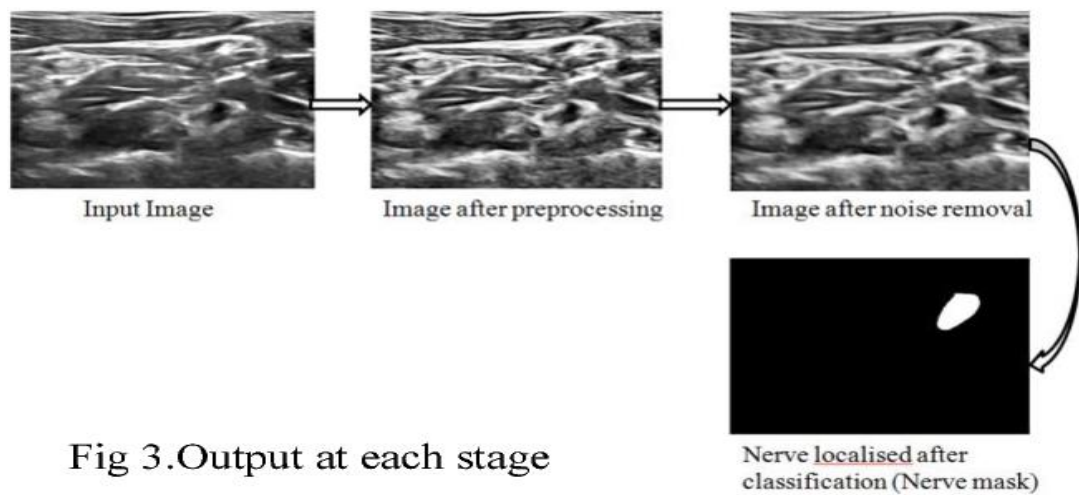 Input Image
Image after preprocessing
Image after noise removal
Nerve localised after
classification (Nerve mask)
Fig 3.Output at each stage